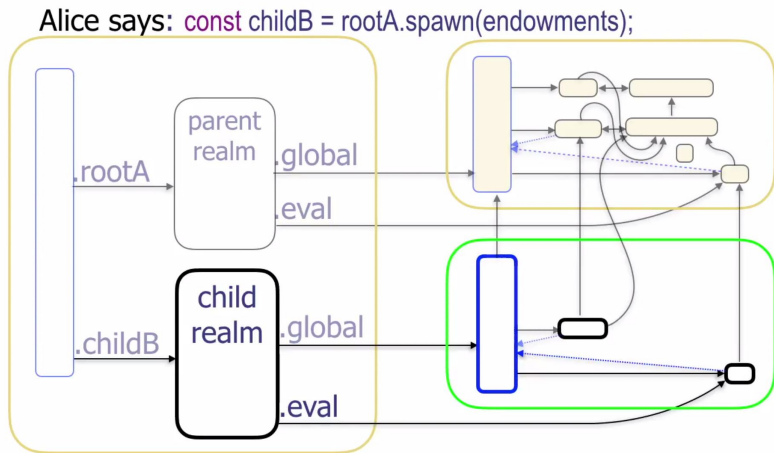 Alice says: const childB = rootA.spawn(endowments);
parent
realm
.global
.rootA
.eval
child
realm
.global
.childB
.eval